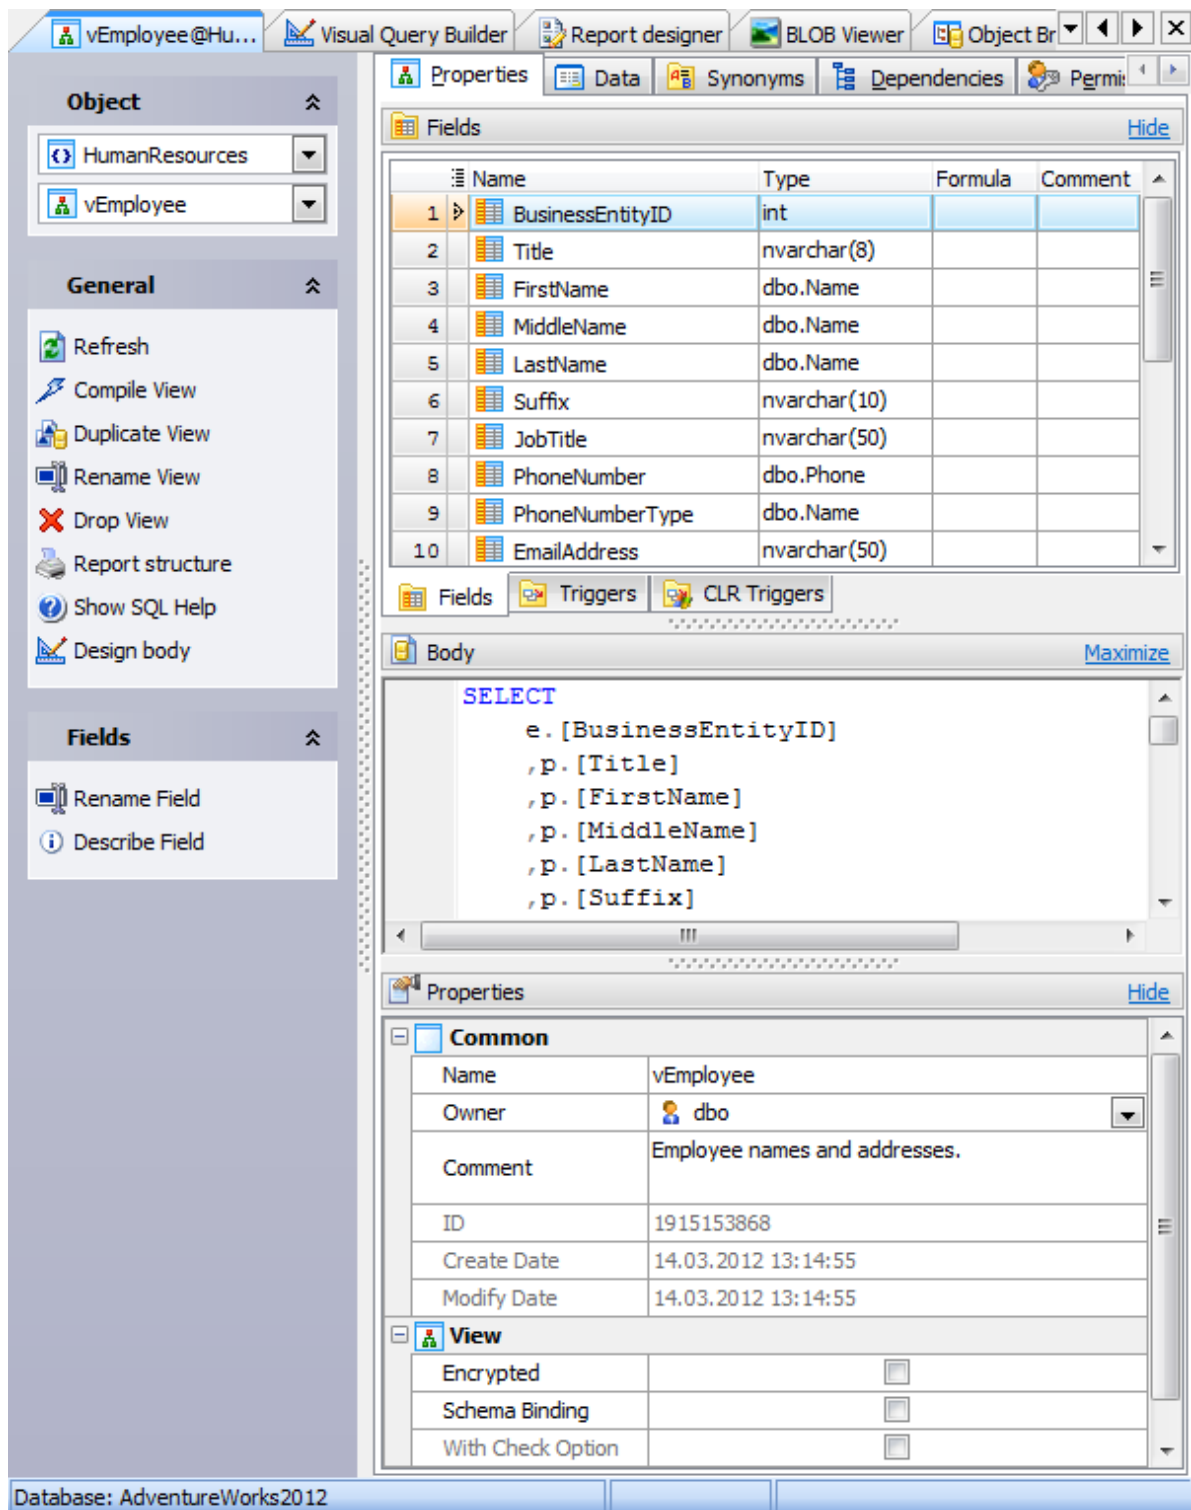 vEmployee@Hu... Visual Query Builder Report designer BLOB Viewer Object Br
Object
HumanResources
vEmployee
General
Refresh
Compile View
Duplicate View
Rename View
Drop View
Report structure
Show SQL Help
Design body
Fields
Rename Field
Describe Field
Properties Data Synonyms Dependencies Permi
Fields Hide
Name Type Formula Comment
1 BusinessEntityID int
2 Title nvarchar(8)
3 FirstName dbo.Name
4 MiddleName dbo.Name
5 LastName dbo.Name
6 Suffix nvarchar(10)
7 JobTitle nvarchar(50)
8 PhoneNumber dbo.Phone
9 PhoneNumberType dbo.Name
10 EmailAddress nvarchar(50)
Fields Triggers CLR Triggers
Body Maximize
SELECT
e.[BusinessEntityID]
,p.[Title]
,p.[FirstName]
,p.[MiddleName]
,p.[LastName]
,p.[Suffix]
Properties Hide
Common
Name vEmployee
Owner dbo
Comment Employee names and addresses.
ID 1915153868
Create Date 14.03.2012 13:14:55
Modify Date 14.03.2012 13:14:55
View
Encrypted
Schema Binding
With Check Option
Database: AdventureWorks2012